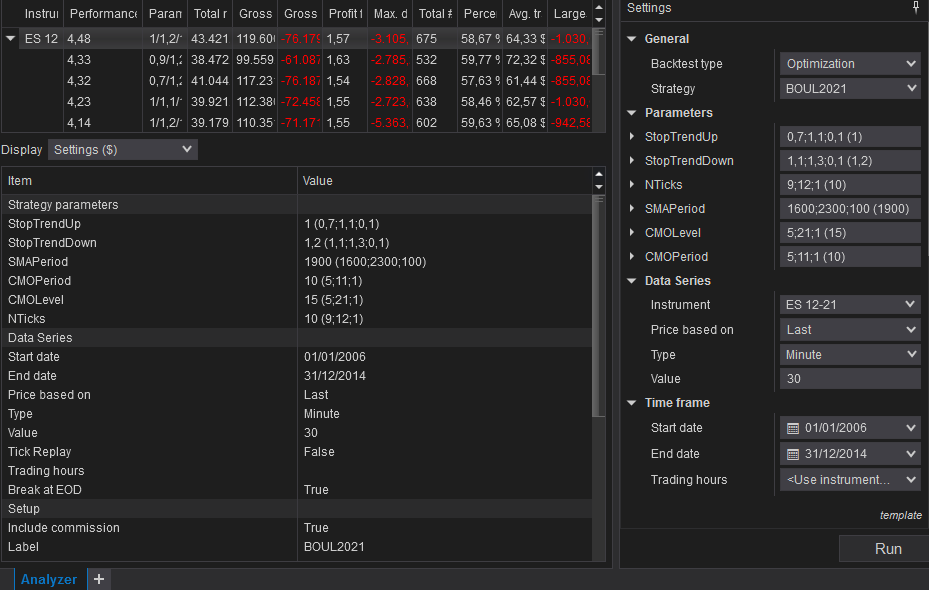 Instrur Performance Param Total r Gross Gross Profit f Max. d Total # Perce Avg. tr Large
ES 12 4,48 1/1,2/1 43.421 119.600 -76.179 1,57 -3.105, 675 58,67 % 64,33 $ -1.030,
4,33 0,9/1,2 38.472 99.559 -61.087 1,63 -2.785, 532 59,77 % 72,32 $ -855,08
4,32 0,7/1,2 41.044 117.231 -76.187 1,54 -2.828, 668 57,63 % 61,44 $ -855,08
4,23 1/1,1/1 39.921 112.380 -72.458 1,55 -2.723, 638 58,46 % 62,57 $ -1.030,
4,14 1/1,2/ 39.179 110.351 -71.171 1,55 -5.363, 602 59,63 % 65,08 $ -942,58
Display Settings ($)
Item Value
Strategy parameters
StopTrendUp 1 (0,7;1,1;0,1)
StopTrendDown 1,2 (1,1;1,3;0,1)
SMAPeriod 1900 (1600;2300;100)
CMOPeriod 10 (5;11;1)
CMOLevel 15 (5;21;1)
NTicks 10 (9;12;1)
Data Series
Start date 01/01/2006
End date 31/12/2014
Price based on Last
Type Minute
Value 30
Tick Replay False
Trading hours
Break at EOD True
Setup
Include commission True
Label BOUL2021
Analyzer +
Settings
General
Backtest type Optimization
Strategy BOUL2021
Parameters
StopTrendUp 0,7;1,1;0,1 (1)
StopTrendDown 1,1;1,3;0,1 (1,2)
NTicks 9;12;1 (10)
SMAPeriod 1600;2300;100 (1900)
CMOLevel 5;21;1 (15)
CMOPeriod 5;11;1 (10)
Data Series
Instrument ES 12-21
Price based on Last
Type Minute
Value 30
Time frame
Start date 01/01/2006
End date 31/12/2014
Trading hours <Use instrument...
template
Run